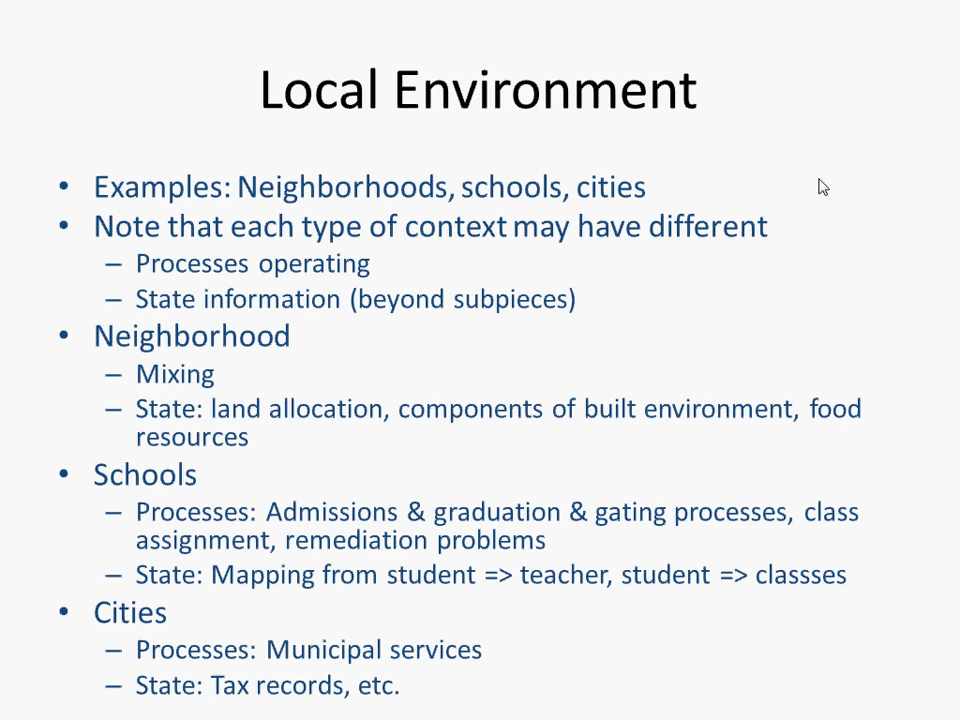 Local Environment
• Examples: Neighborhoods, schools, cities
• Note that each type of context may have different
– Processes operating
– State information (beyond subpieces)
• Neighborhood
– Mixing
– State: land allocation, components of built environment, food
resources
• Schools
– Processes: Admissions & graduation & gating processes, class
assignment, remediation problems
– State: Mapping from student => teacher, student => classses
• Cities
– Processes: Municipal services
– State: Tax records, etc.